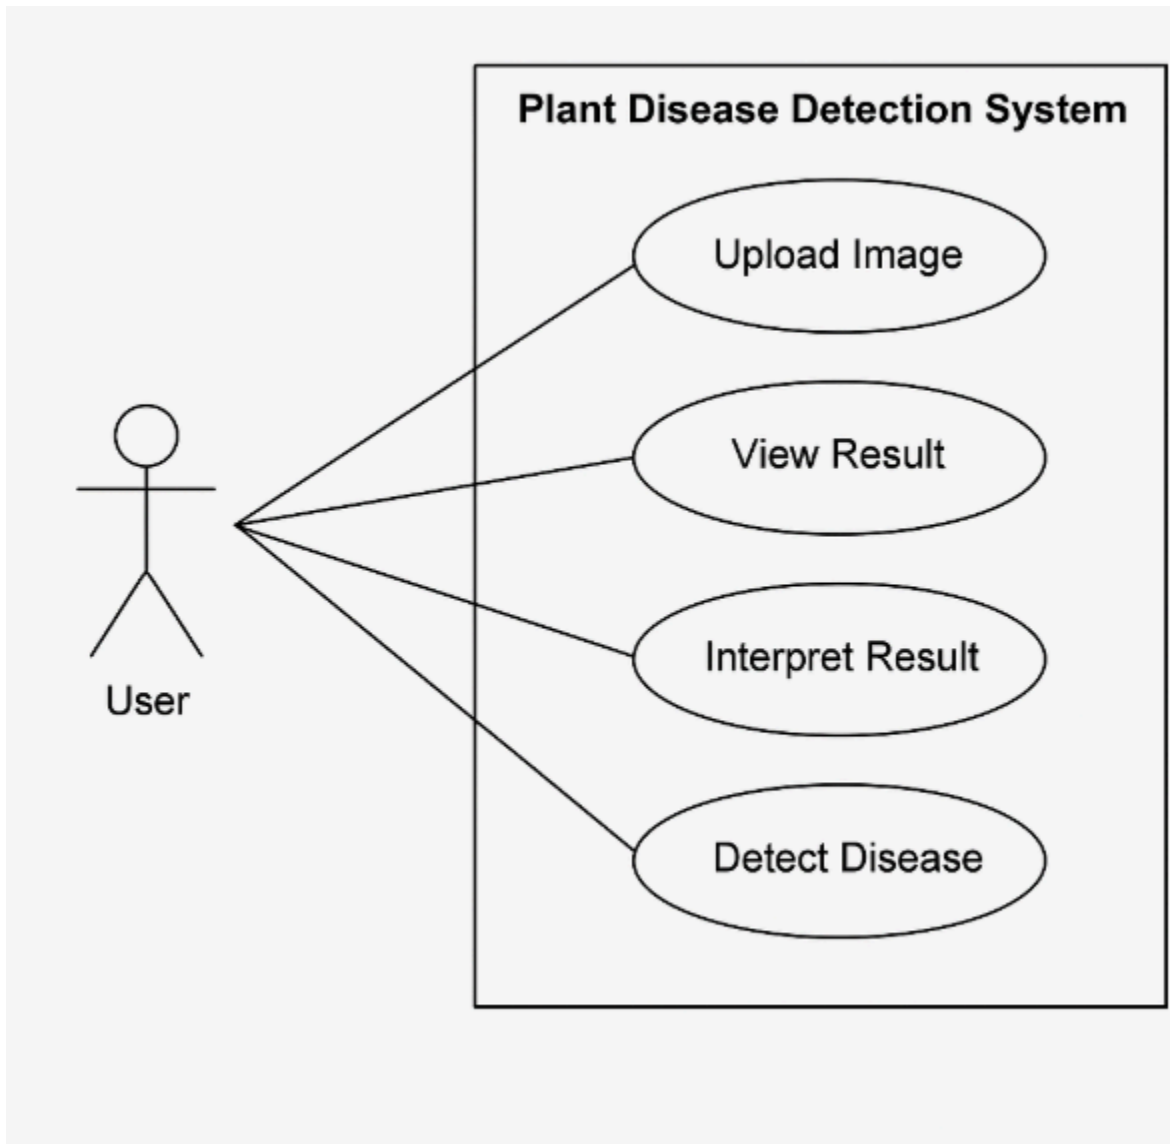 Plant Disease Detection System
Upload Image
View Result
Interpret Result
Detect Disease
User